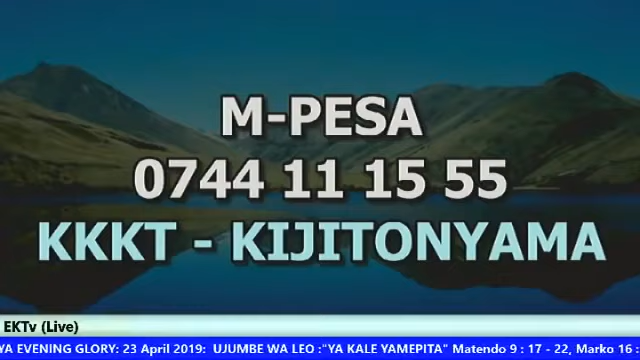 M-PESA
0744 11 15 55
KKKT - KIJITONYAMA
EKTv (Live)
YA EVENING GLORY: 23 April 2019: UJUMBE WA LEO :"YA KALE YAMEPITA" Matendo 9 : 17 - 22, Marko 16 :